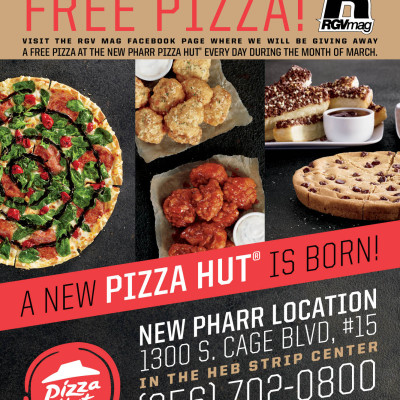 FREE PIZZA!
RGVmag
VISIT THE RGV MAG FACEBOOK PAGE WHERE WE WILL BE GIVING AWAY
A FREE PIZZA AT THE NEW PHARR PIZZA HUT® EVERY DAY DURING THE MONTH OF MARCH.
A NEW PIZZA HUT® IS BORN!
NEW PHARR LOCATION
1300 S. CAGE BLVD, #15
IN THE HEB STRIP CENTER
(956) 702-0800
Pizza